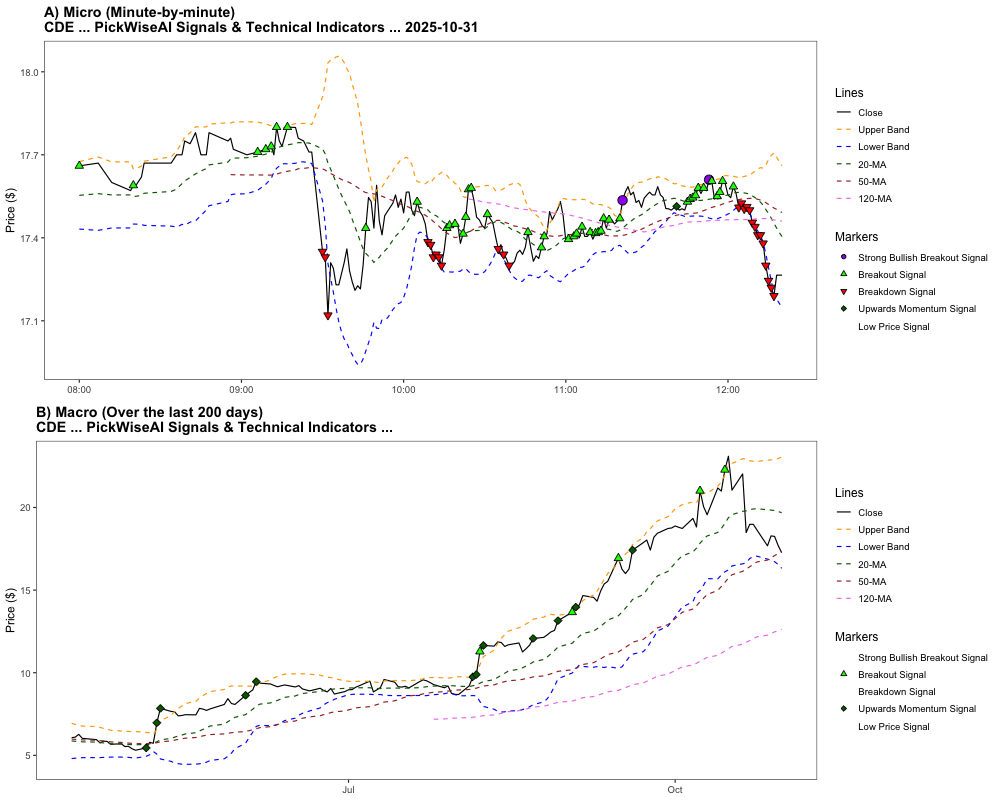 A) Micro (Minute-by-minute)
CDE ... PickWiseAI Signals & Technical Indicators ... 2025-10-31
Price ($)
18.0
17.7
17.4
17.1
08:00
09:00
10:00
11:00
12:00
Lines
Close
Upper Band
Lower Band
20-MA
50-MA
120-MA
Markers
Strong Bullish Breakout Signal
Breakout Signal
Breakdown Signal
Upwards Momentum Signal
Low Price Signal
B) Macro (Over the last 200 days)
CDE ... PickWiseAI Signals & Technical Indicators ...
Price ($)
20
15
10
5
Jul
Oct
Lines
Close
Upper Band
Lower Band
20-MA
50-MA
120-MA
Markers
Strong Bullish Breakout Signal
Breakout Signal
Breakdown Signal
Upwards Momentum Signal
Low Price Signal